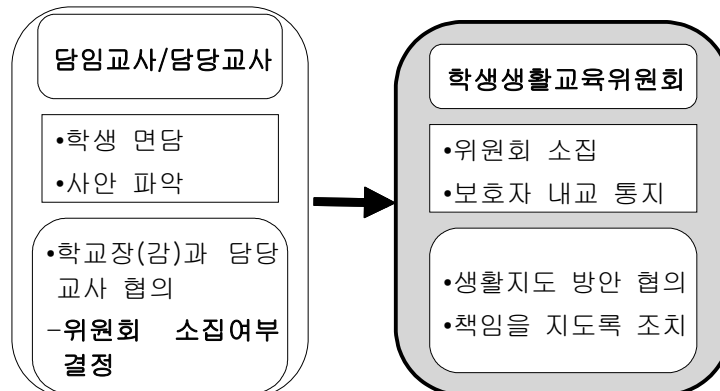 담임교사/담당교사
•학생 면담
•사안 파악
•학교장(감)과 담당
교사 협의
-위원회 소집여부
결정
학생생활교육위원회
•위원회 소집
•보호자 내교 통지
•생활지도 방안 협의
•책임을 지도록 조치